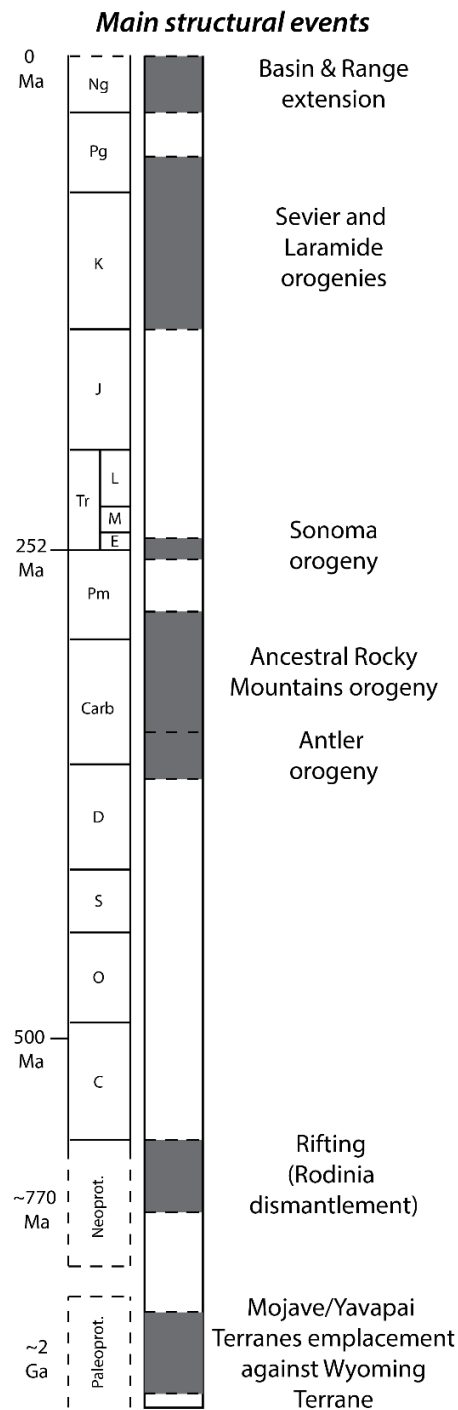 Main structural events
0
Ma
Ng
Basin & Range
extension
Pg
K
Sevier and
Laramide
orogenies
J
Tr
L
M
E
252
Ma
Sonoma
orogeny
Pm
Ancestral Rocky
Mountains orogeny
Carb
Antler
orogeny
D
S
O
500
Ma
C
Rifting
(Rodinia
dismantlement)
~770
Ma
Neoprot.
Mojave/Yavapai
Terranes emplacement
against Wyoming
Terrane
~2
Ga
Paleoprot.